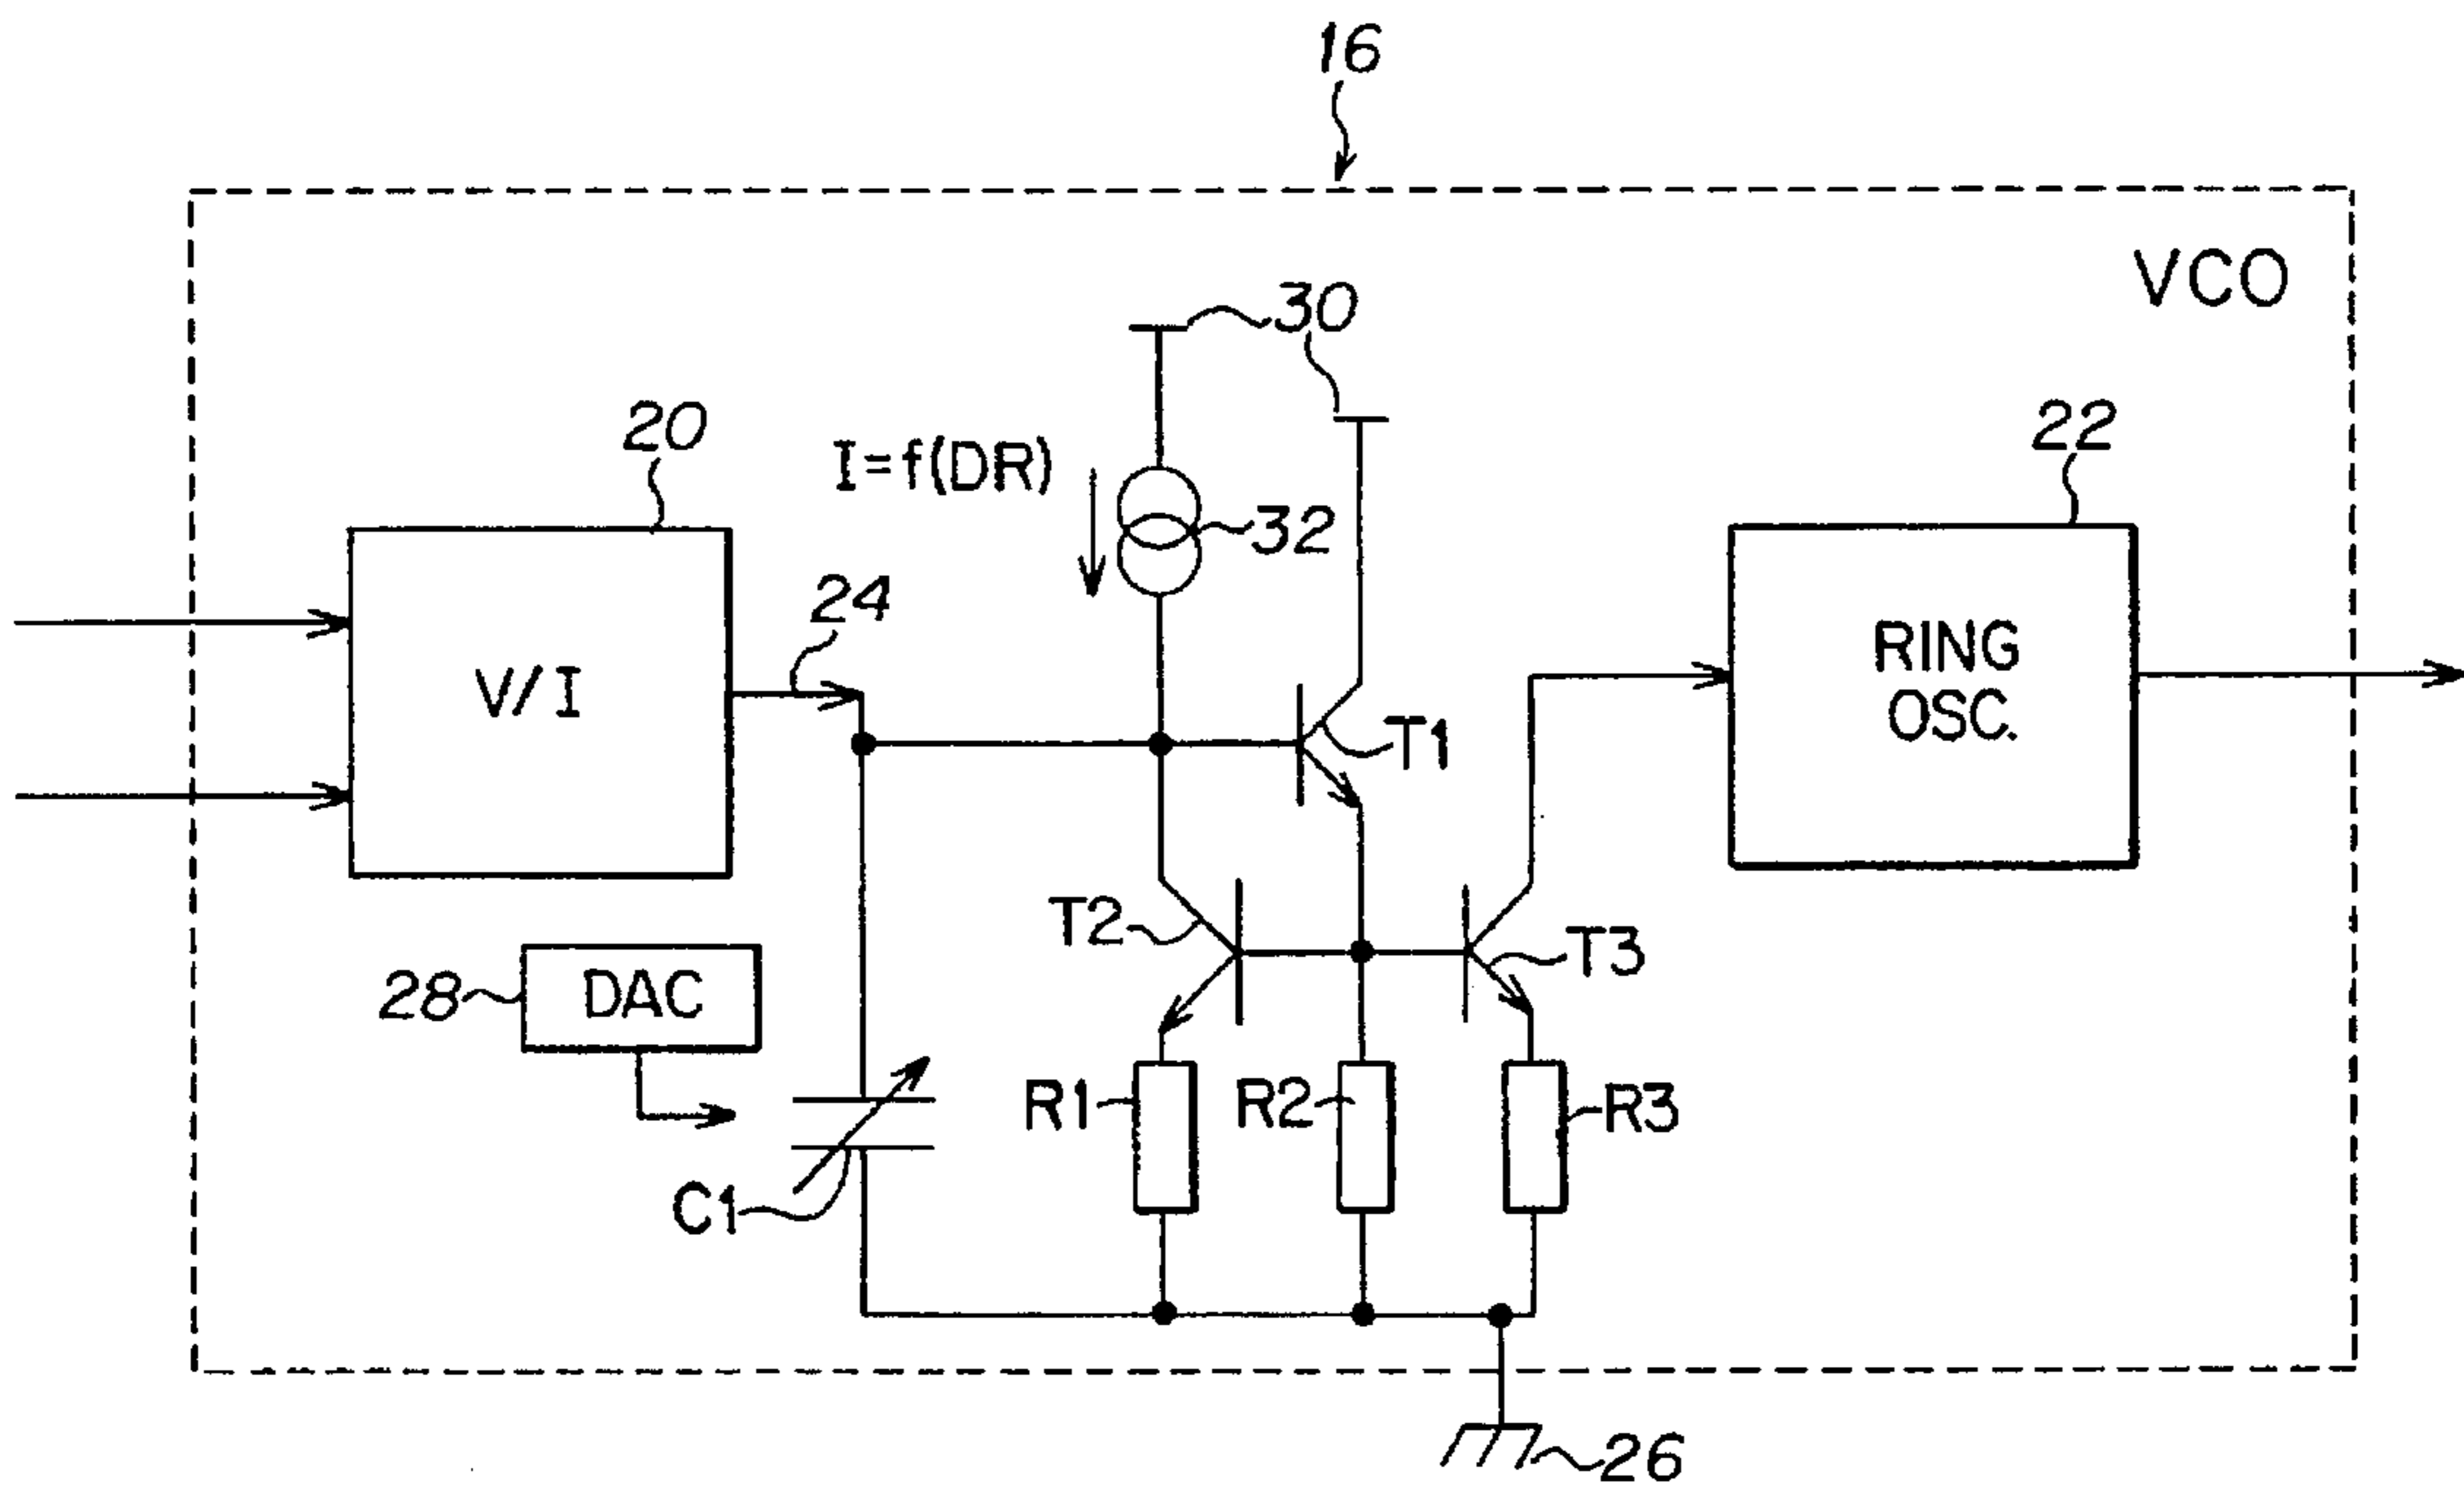 16
VCO
30
20
I=f(DR)
22
32
24
V/I
RING
OSC.
T1
T2
T3
28
DAC
R1
R2
R3
C1
26